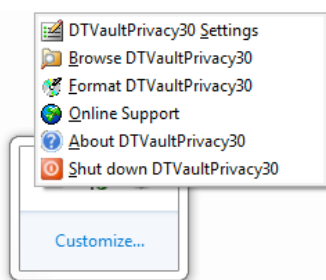 DTVaultPrivacy30 Settings
Browse DTVaultPrivacy30
Format DTVaultPrivacy30
Online Support
About DTVaultPrivacy30
Shut down DTVaultPrivacy30
Customize...